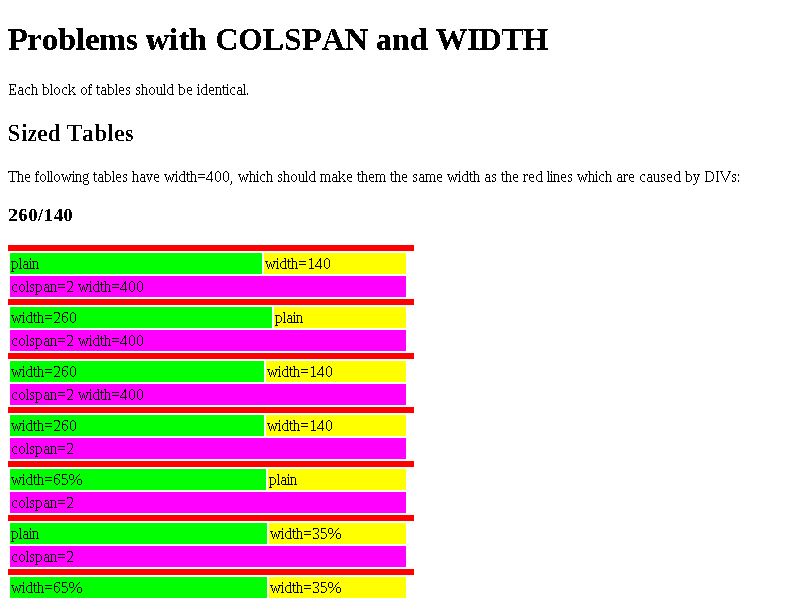 Problems with COLSPAN and WIDTH
Each block of tables should be identical.
Sized Tables
The following tables have width=400, which should make them the same width as the red lines which are caused by DIVs:
260/140
plain width=140
colspan=2 width=400
width=260 plain
colspan=2 width=400
width=260 width=140
colspan=2 width=400
width=260 width=140
colspan=2
width=65% plain
colspan=2
plain width=35%
colspan=2
width=65% width=35%